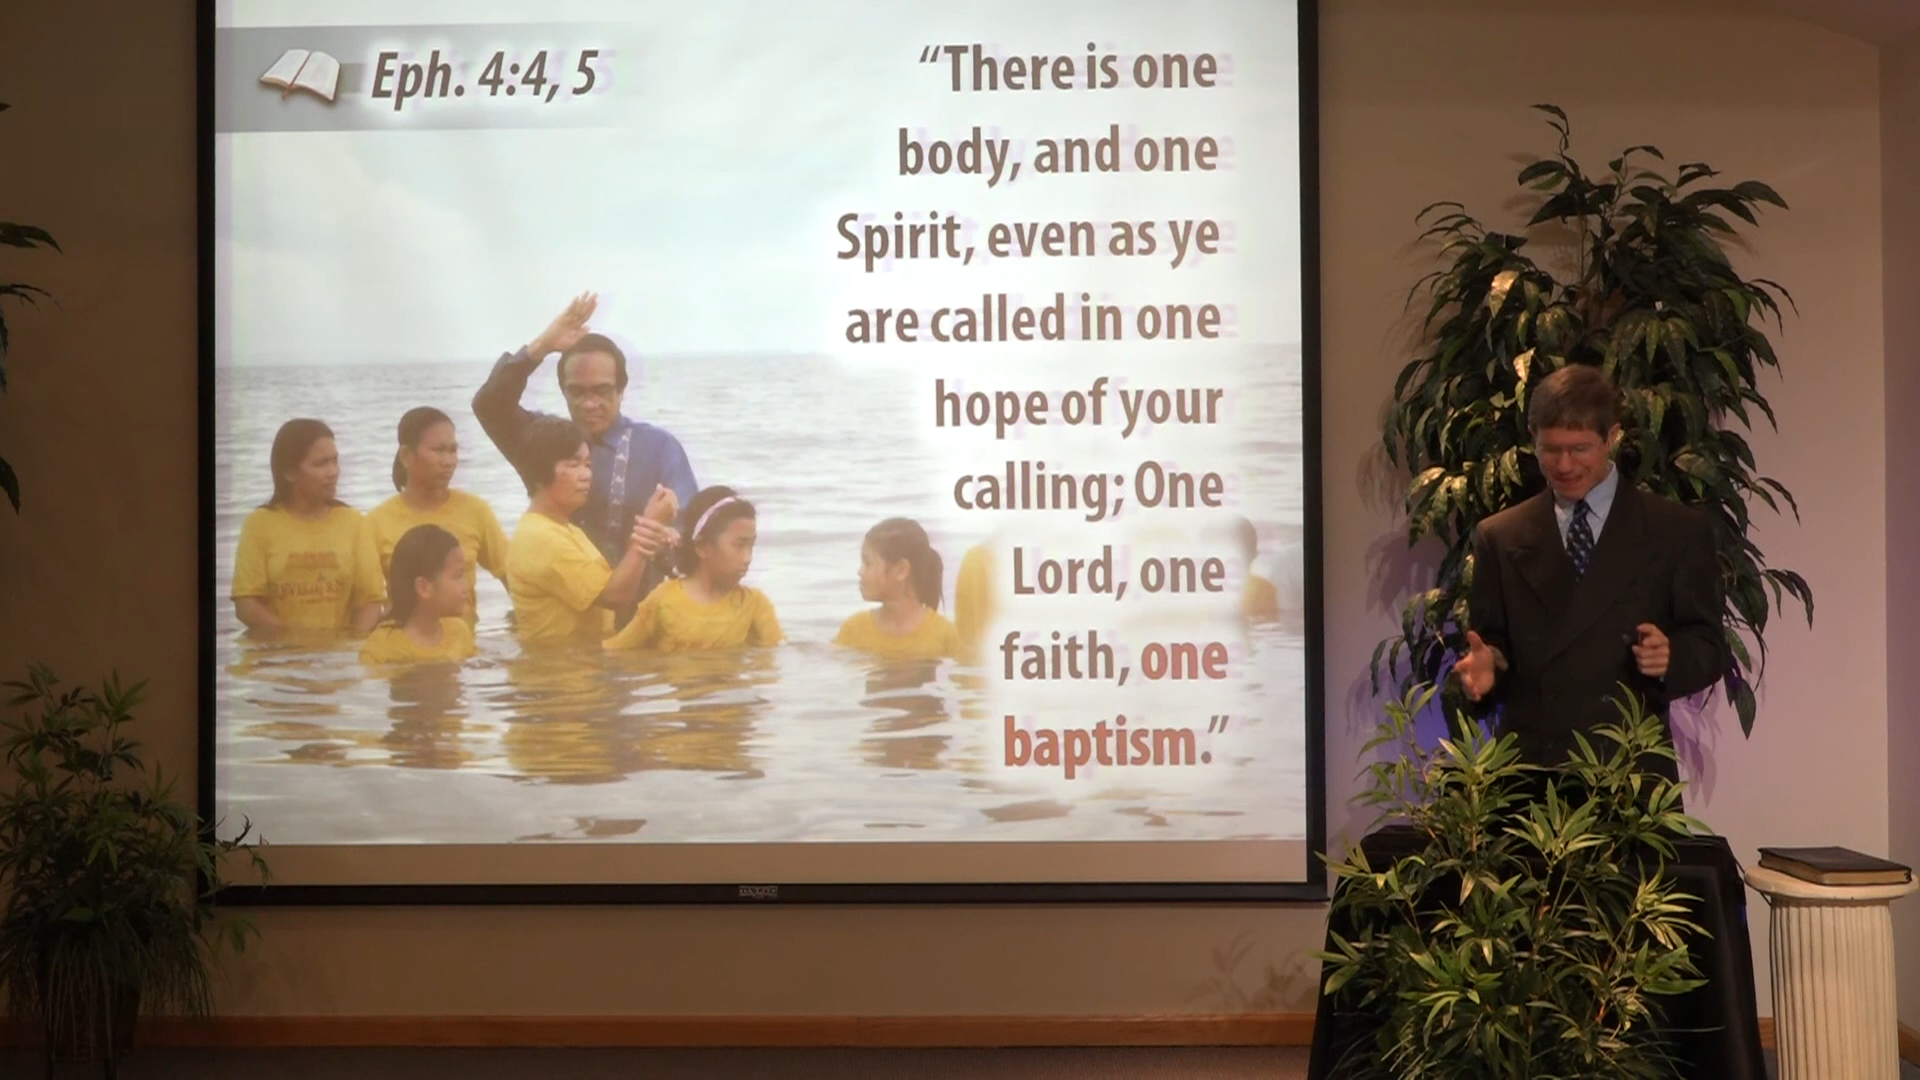 Eph. 4:4, 5
“There is one
body, and one
Spirit, even as ye
are called in one
hope of your
calling; One
Lord, one
faith, one
baptism.”